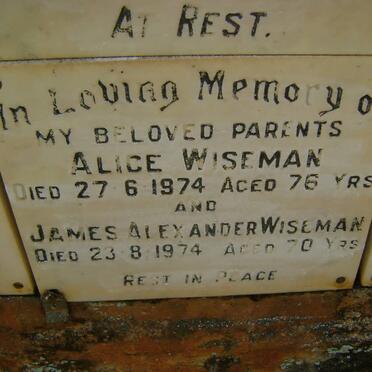 AT REST.
In Loving Memory o
MY BELOVED PARENTS
ALICE WISEMAN
DIED 27·6·1974 AGED 76 YRS
AND
JAMES ALEXANDER WISEMAN
DIED 23·8·1974 AGED 70 YRS
REST IN PEACE